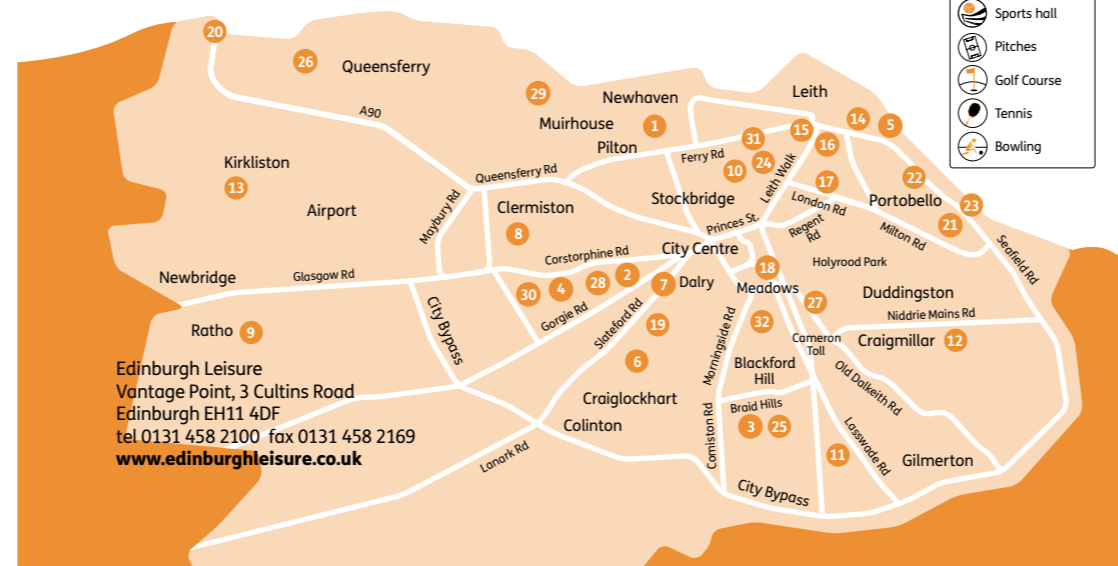 Sports hall
Pitches
Golf Course
Tennis
Bowling
20
26
Queensferry
29
Newhaven
Leith
A90
Muirhouse
1
14
5
Pilton
31
15
16
Kirkliston
13
Queensferry Rd
Ferry Rd
10
24
Leith Walk
17
22
Airport
Maybury Rd
Clermiston
8
Stockbridge
London Rd
Portobello
23
21
Princes St.
Regent
Rd
Milton Rd
Seafield Rd
Corstorphine Rd
City Centre
Holyrood Park
Newbridge
Glasgow Rd
30
4
28
2
7
Dalry
18
Meadows
27
Duddingston
City Bypass
Gorgie Rd
Slateford Rd
19
Morningside Rd
32
Niddrie Mains Rd
Ratho
9
Cameron
Toll
Craigmillar
12
6
Blackford
Hill
Old Dalkeith Rd
Edinburgh Leisure
Vantage Point, 3 Cultins Road
Edinburgh EH11 4DF
tel 0131 458 2100 fax 0131 458 2169
www.edinburghleisure.co.uk
Craiglockhart
Colinton
Lanark Rd
Comiston Rd
Braid Hills
3
25
11
Lasswade Rd
Gilmerton
City Bypass